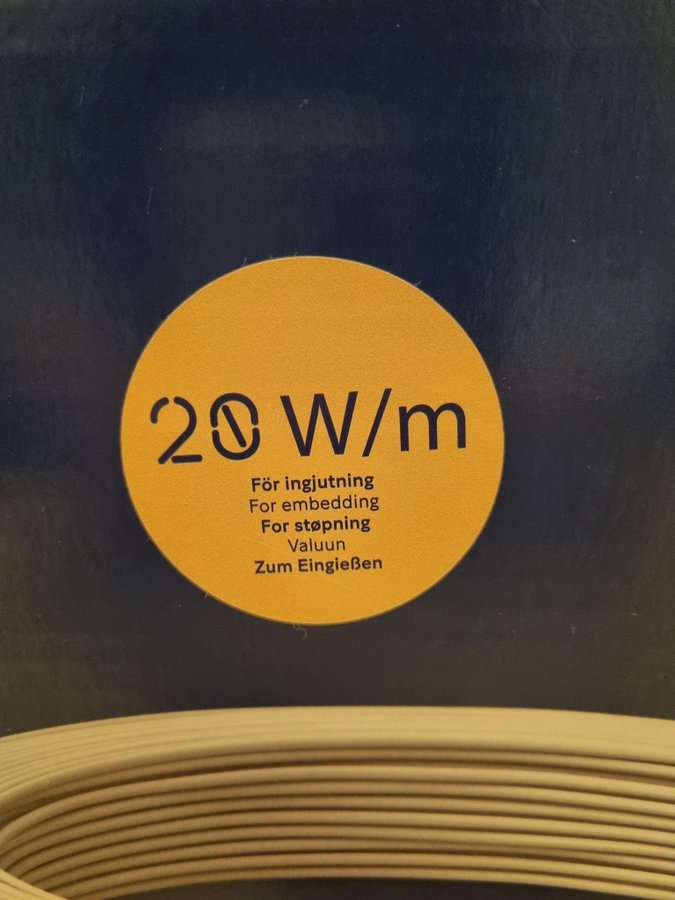 20 W/m
För ingjutning
For embedding
For støpning
Valuun
Zum Eingießen